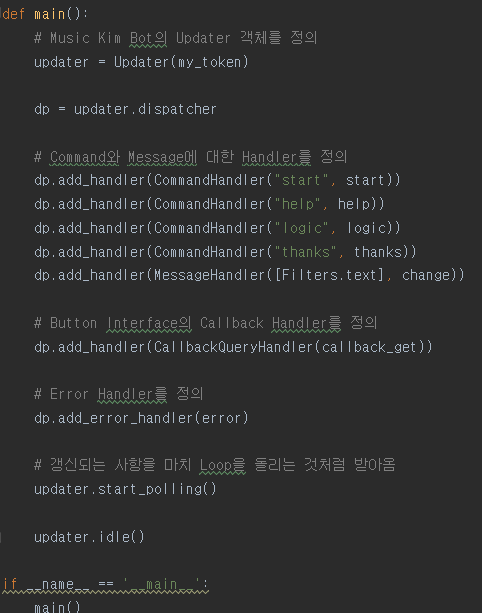 def main():
    # Music Kim Bot의 Updater 객체를 정의
    updater = Updater(my_token)

    dp = updater.dispatcher

    # Command와 Message에 대한 Handler를 정의
    dp.add_handler(CommandHandler("start", start))
    dp.add_handler(CommandHandler("help", help))
    dp.add_handler(CommandHandler("logic", logic))
    dp.add_handler(CommandHandler("thanks", thanks))
    dp.add_handler(MessageHandler([Filters.text], change))

    # Button Interface의 Callback Handler를 정의
    dp.add_handler(CallbackQueryHandler(callback_get))

    # Error Handler를 정의
    dp.add_error_handler(error)

    # 갱신되는 사항을 마치 Loop을 돌리는 것처럼 받아옴
    updater.start_polling()

    updater.idle()

if __name__ == '__main__':
    main()